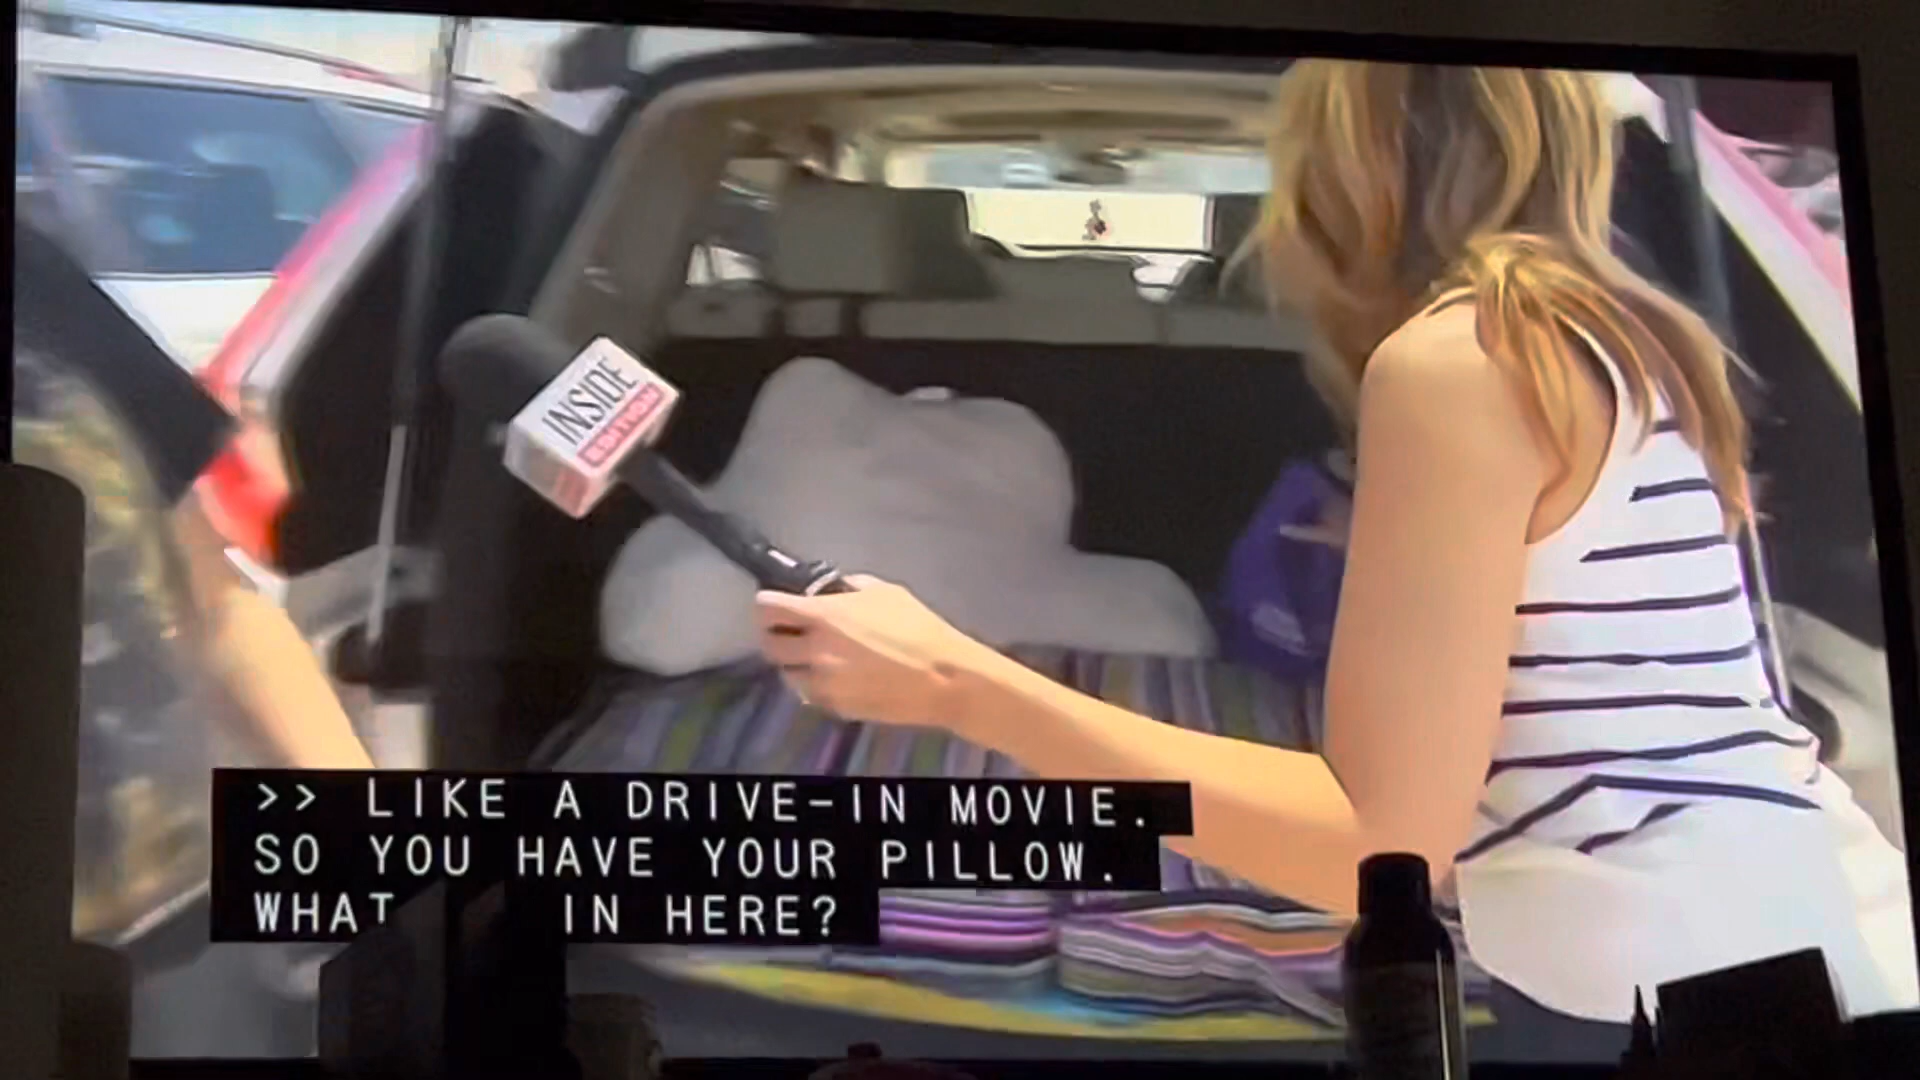 INSIDE
EDITION
>> LIKE A DRIVE-IN MOVIE.
SO YOU HAVE YOUR PILLOW.
WHAT IN HERE?